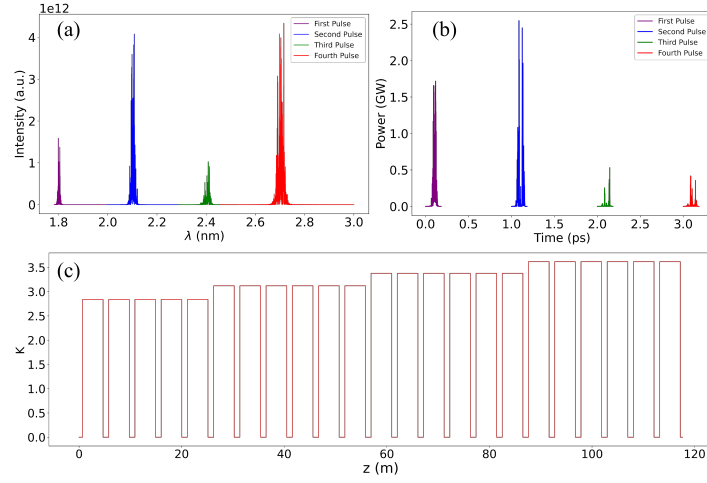 1e12
(a)
First Pulse
Second Pulse
Third Pulse
Fourth Pulse
Intensity (a.u.)
4
3
2
1
0
1.8 2.0 2.2 2.4 2.6 2.8 3.0
λ (nm)
(b)
First Pulse
Second Pulse
Third Pulse
Fourth Pulse
Power (GW)
2.5
2.0
1.5
1.0
0.5
0.0
0.0 0.5 1.0 1.5 2.0 2.5 3.0
Time (ps)
(c)
K
3.5
3.0
2.5
2.0
1.5
1.0
0.5
0.0
0 20 40 60 80 100 120
z (m)